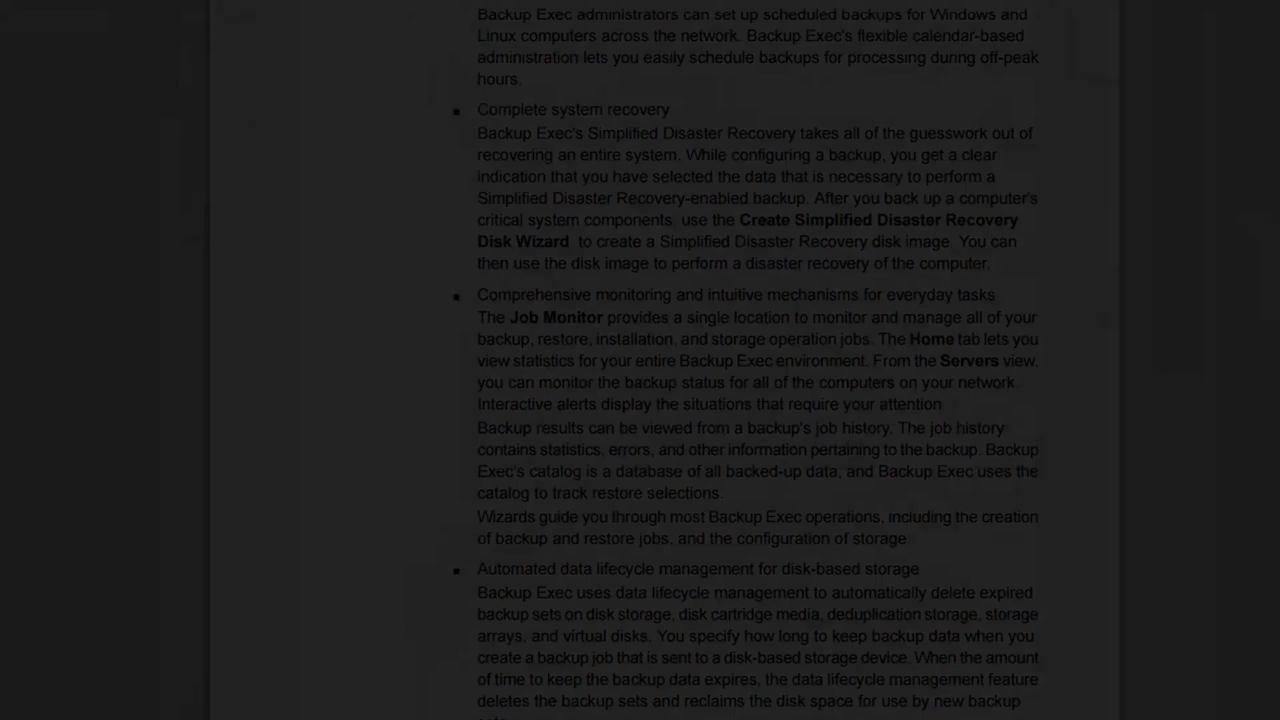 Backup Exec administrators can set up scheduled backups for Windows and
Linux computers across the network. Backup Exec's flexible calendar-based
administration lets you easily schedule backups for processing during off-peak
hours.
■ Complete system recovery
Backup Exec's Simplified Disaster Recovery takes all of the guesswork out of
recovering an entire system. While configuring a backup, you get a clear
indication that you have selected the data that is necessary to perform a
Simplified Disaster Recovery-enabled backup. After you back up a computer's
critical system components, use the Create Simplified Disaster Recovery
Disk Wizard to create a Simplified Disaster Recovery disk image. You can
then use the disk image to perform a disaster recovery of the computer.
■ Comprehensive monitoring and intuitive mechanisms for everyday tasks
The Job Monitor provides a single location to monitor and manage all of your
backup, restore, installation, and storage operation jobs. The Home tab lets you
view statistics for your entire Backup Exec environment. From the Servers view,
you can monitor the backup status for all of the computers on your network.
Interactive alerts display the situations that require your attention
Backup results can be viewed from a backup's job history. The job history
contains statistics, errors, and other information pertaining to the backup. Backup
Exec's catalog is a database of all backed-up data, and Backup Exec uses the
catalog to track restore selections.
Wizards guide you through most Backup Exec operations, including the creation
of backup and restore jobs, and the configuration of storage
■ Automated data lifecycle management for disk-based storage
Backup Exec uses data lifecycle management to automatically delete expired
backup sets on disk storage, disk cartridge media, deduplication storage, storage
arrays, and virtual disks. You specify how long to keep backup data when you
create a backup job that is sent to a disk-based storage device. When the amount
of time to keep the backup data expires, the data lifecycle management feature
deletes the backup sets and reclaims the disk space for use by new backup